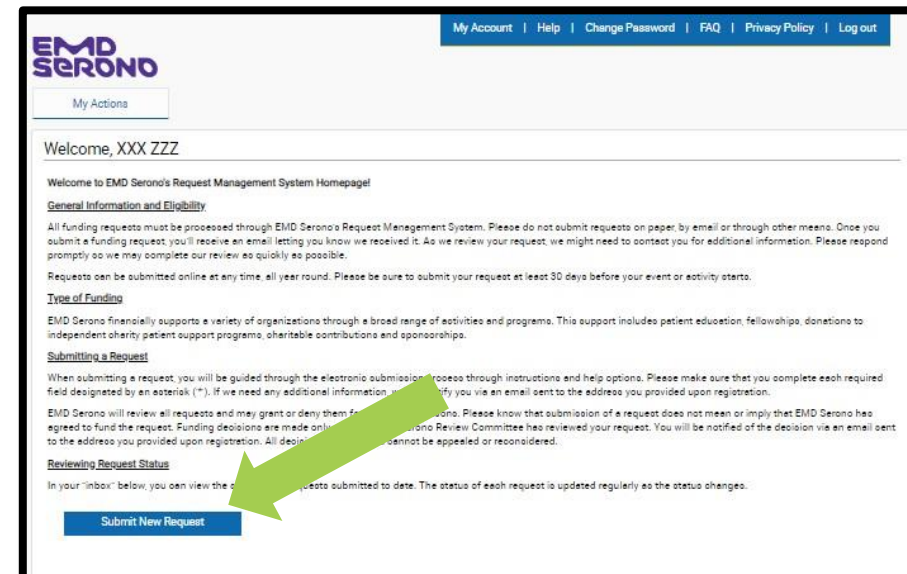 My Account | Help | Change Password | FAQ | Privacy Policy | Log out
EMD
SERONO
My Actions
Welcome, XXX ZZZ
Welcome to EMD Serono's Request Management System Homepage!
General Information and Eligibility
All funding requests must be processed through EMD Serono's Request Management System. Please do not submit requests on paper, by email or through other means. Once you
submit a funding request, you'll receive an email letting you know we received it. As we review your request, we might need to contact you for additional information. Please respond
promptly so we may complete our review as quickly as possible.
Requests can be submitted online at any time, all year round. Please be sure to submit your request at least 30 days before your event or activity starts.
Type of Funding
EMD Serono financially supports a variety of organizations through a broad range of activities and programs. This support includes patient education, fellowships, donations to
independent charity patient support programs, charitable contributions and sponsorships.
Submitting a Request
When submitting a request, you will be guided through the electronic submission process through instructions and help options. Please make sure that you complete each required
field designated by an asterisk (*). If we need any additional information, you via an email sent to the address you provided upon registration.
EMD Serono will review all requests and may grant or deny them Please know that submission of a request does not mean or imply that EMD Serono has
agreed to fund the request. Funding decisions are made only Review Committee has reviewed your request. You will be notified of the decision via an email sent
to the address you provided upon registration. All cannot be appealed or reconsidered.
Reviewing Request Status
In your "inbox" below, you can view the submitted to date. The status of each request is updated regularly as the status changes.
Submit New Request